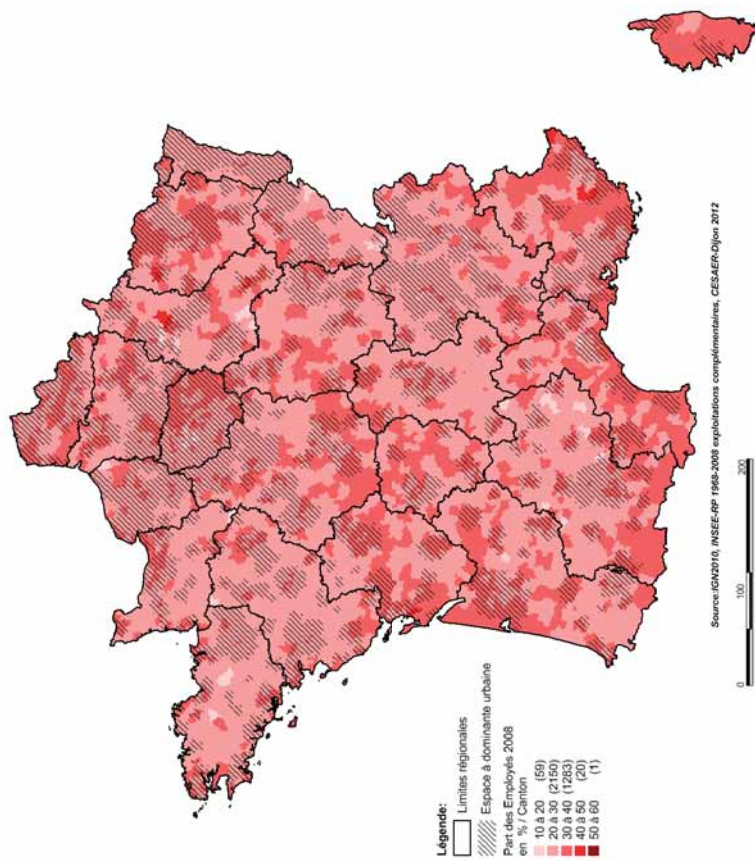 Légende:
Limites régionales
Espace à dominante urbaine
Part des Employés 2008
en % / Canton
10 à 20 (59)
20 à 30 (2150)
30 à 40 (1283)
40 à 50 (20)
50 à 60 (1)
0 100 200
Source:IGN2010, INSEE-RP 1968-2008 exploitations complémentaires, CESAER-Dijon 2012